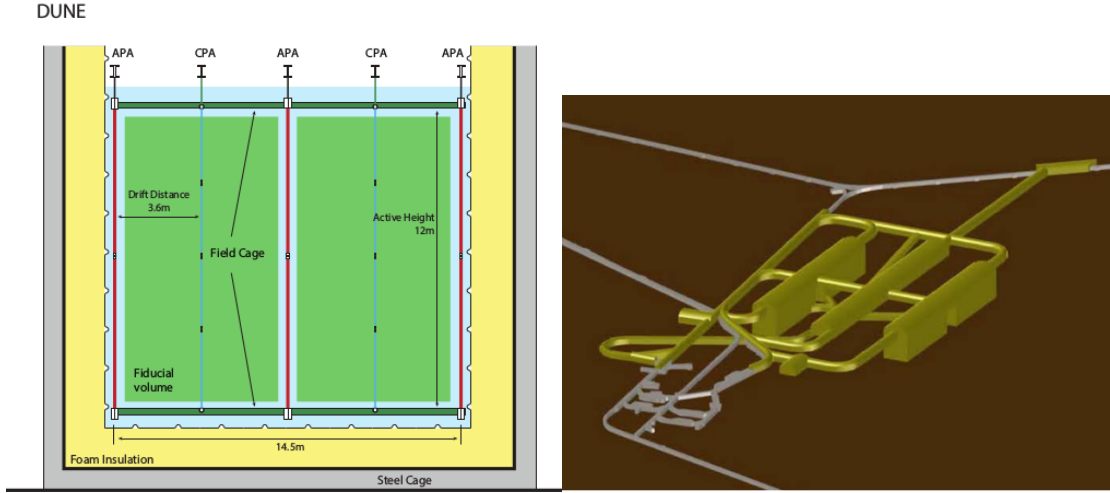 DUNE
APA CPA APA CPA APA
Drift Distance
3.6m
Active Height
12m
Field Cage
Fiducial
volume
14.5m
Foam Insulation
Steel Cage